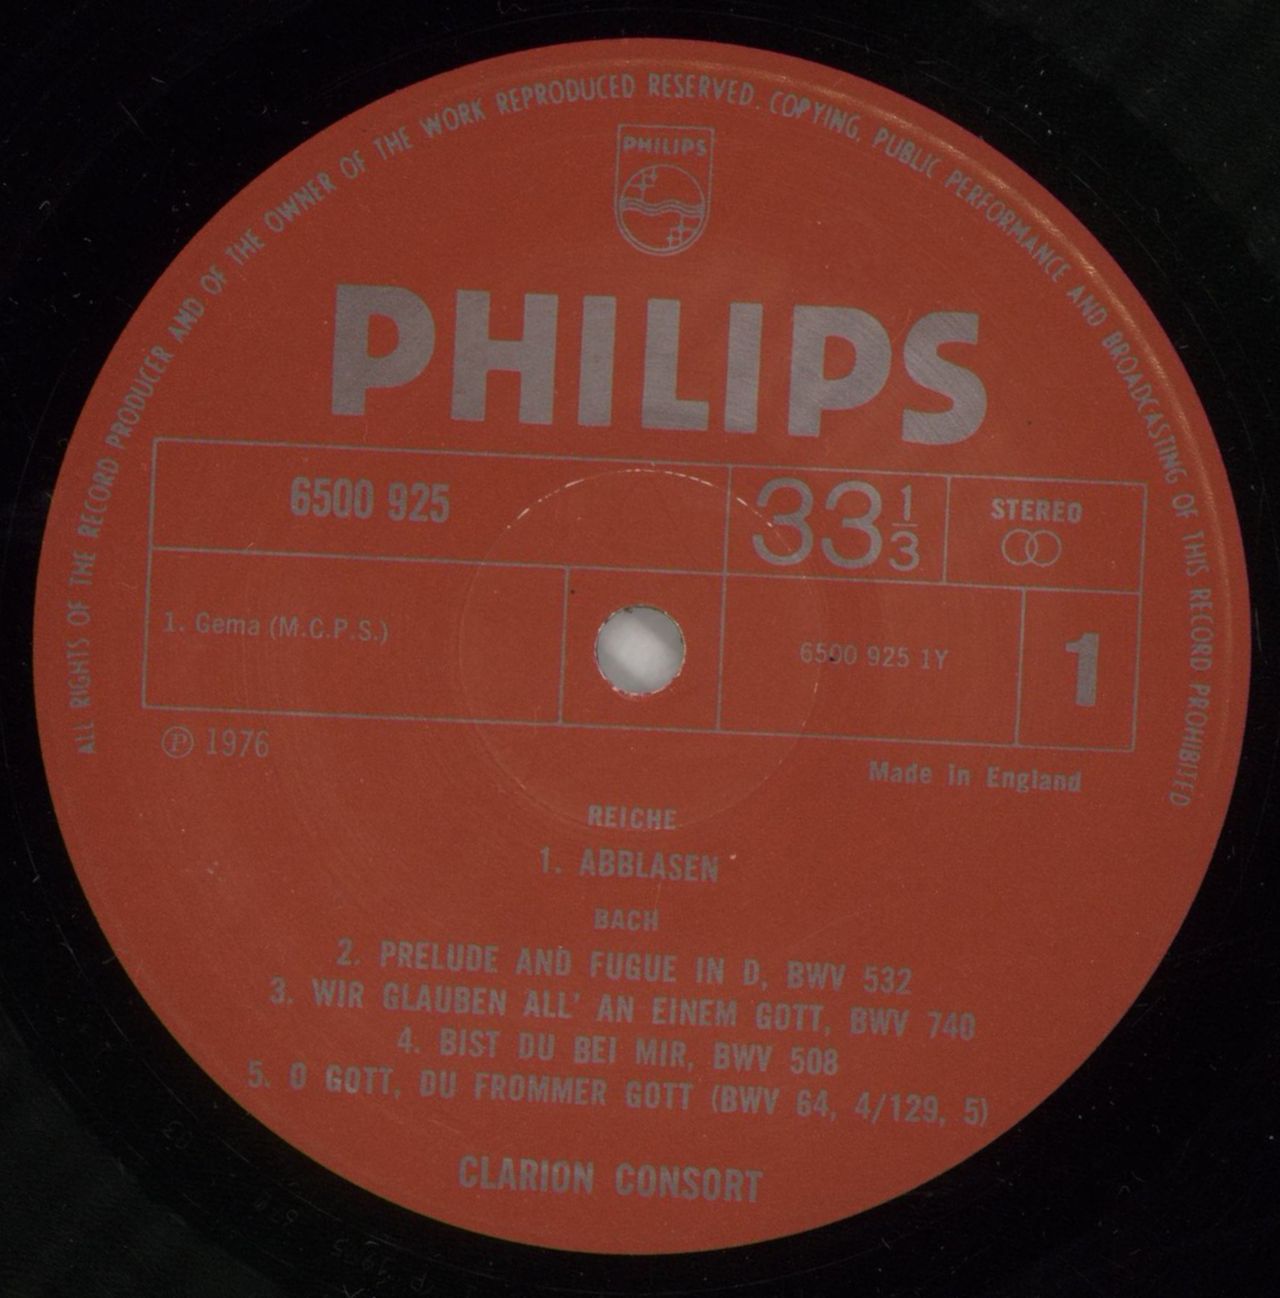 ALL RIGHTS OF THE RECORD PRODUCER AND OF THE OWNER OF THE WORK REPRODUCED RESERVED. COPYING, PUBLIC PERFORMANCE AND BROADCASTING OF THIS RECORD PROHIBITED
PHILIPS
PHILIPS
6500 925
33 1/3
STEREO
1. Gema (M.C.P.S.)
6500 925 1Y
1
℗ 1976
Made in England
REICHE
1. ABBLASEN
BACH
2. PRELUDE AND FUGUE IN D, BWV 532
3. WIR GLAUBEN ALL' AN EINEM GOTT, BWV 740
4. BIST DU BEI MIR, BWV 508
5. O GOTT, DU FROMMER GOTT (BWV 64, 4/129, 5)
CLARION CONSORT